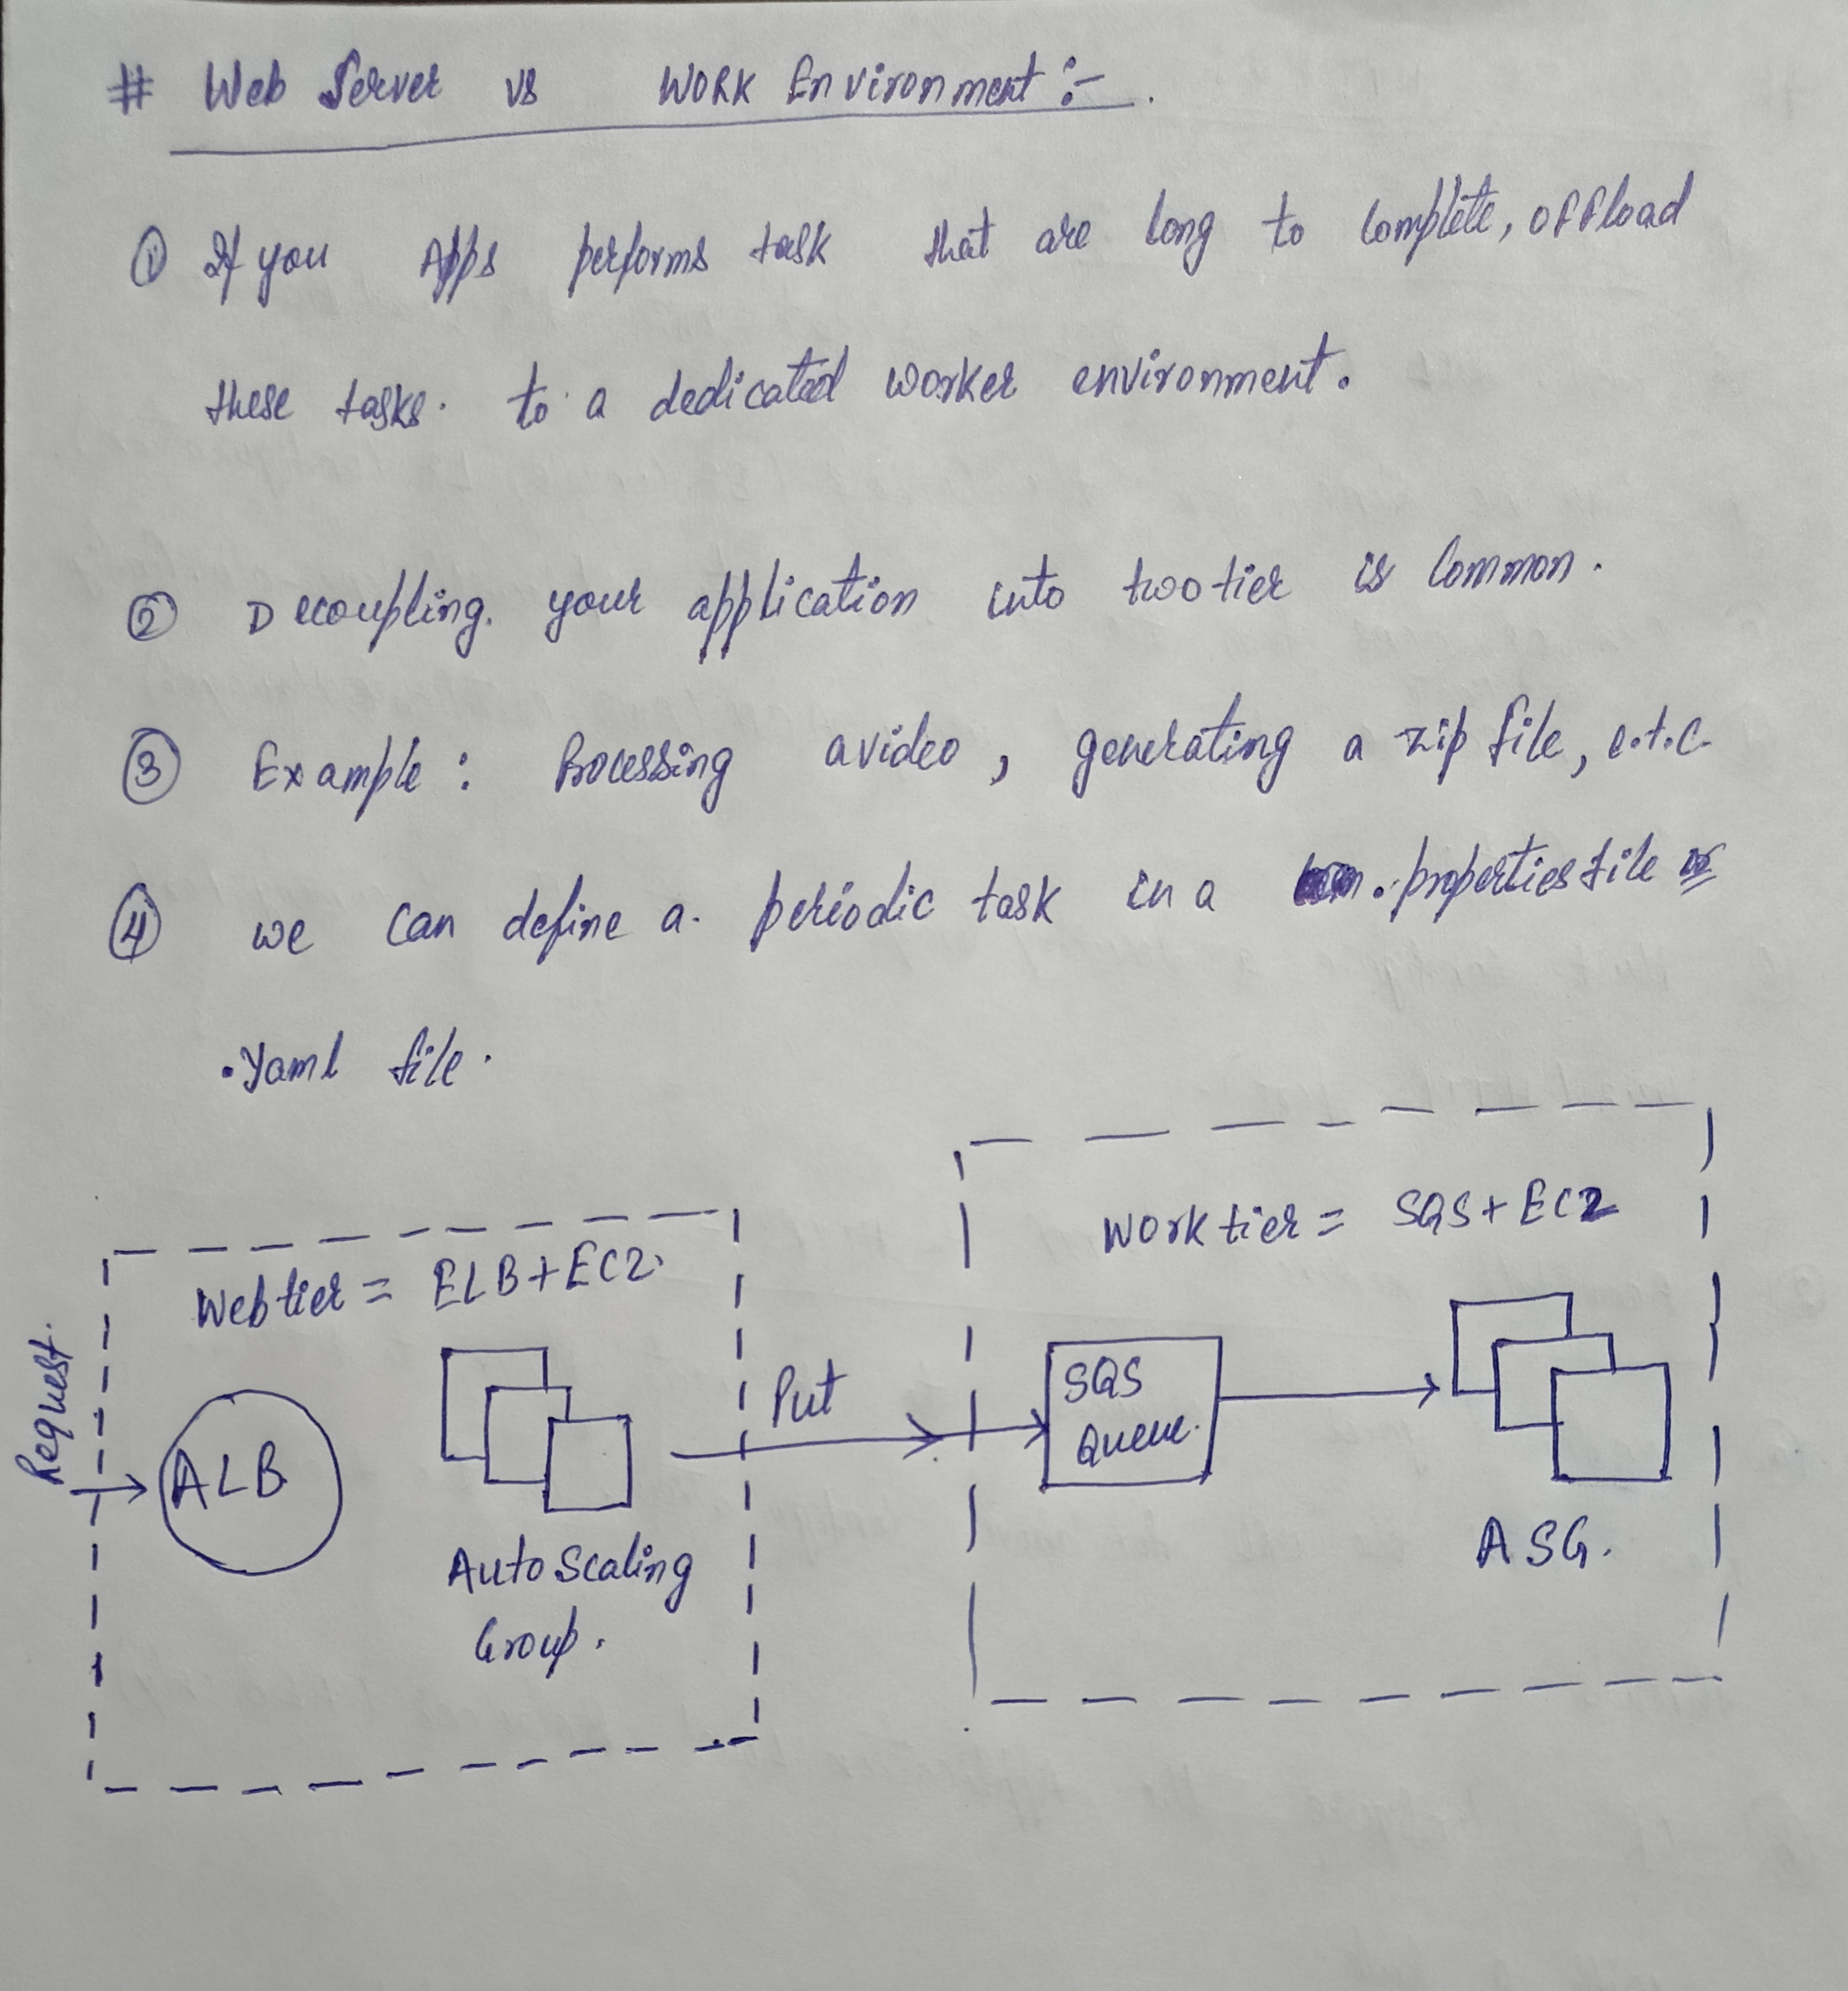 # Web Server vs Work Environment :-
① If you Apps performs task that are long to complete, offload
these tasks. to a dedicated worker environment.
② Decoupling. your application into two tier is common.
③ Example : Processing a video, generating a zip file, e.t.c.
④ we can define a. periodic task in a .properties file or
.Yaml file.
Web tier = ELB+EC2.
Work tier = SQS+EC2
Request.
ALB
Put
SQS
Queue.
Auto Scaling
Group.
ASG.